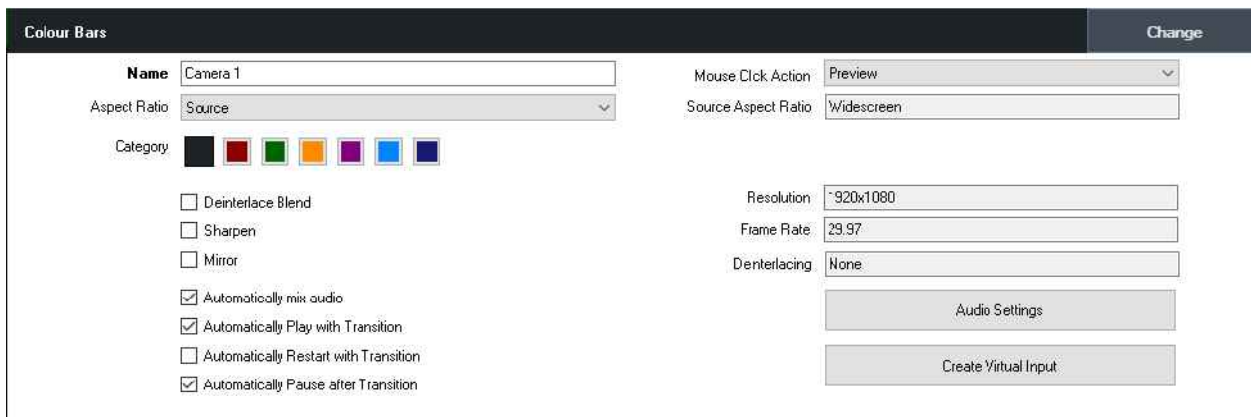 Colour Bars Change
Name Camera 1 Mouse Clck Action Preview
Aspect Ratio Source Source Aspect Ratio Widescreen
Category
Deinterlace Blend Resolution 1920x1080
Sharpen Frame Rate 29.97
Mirror Denterlacing None
Automatically mix audio Audio Settings
Automatically Play with Transition
Automatically Restart with Transition Create Virtual Input
Automatically Pause after Transition